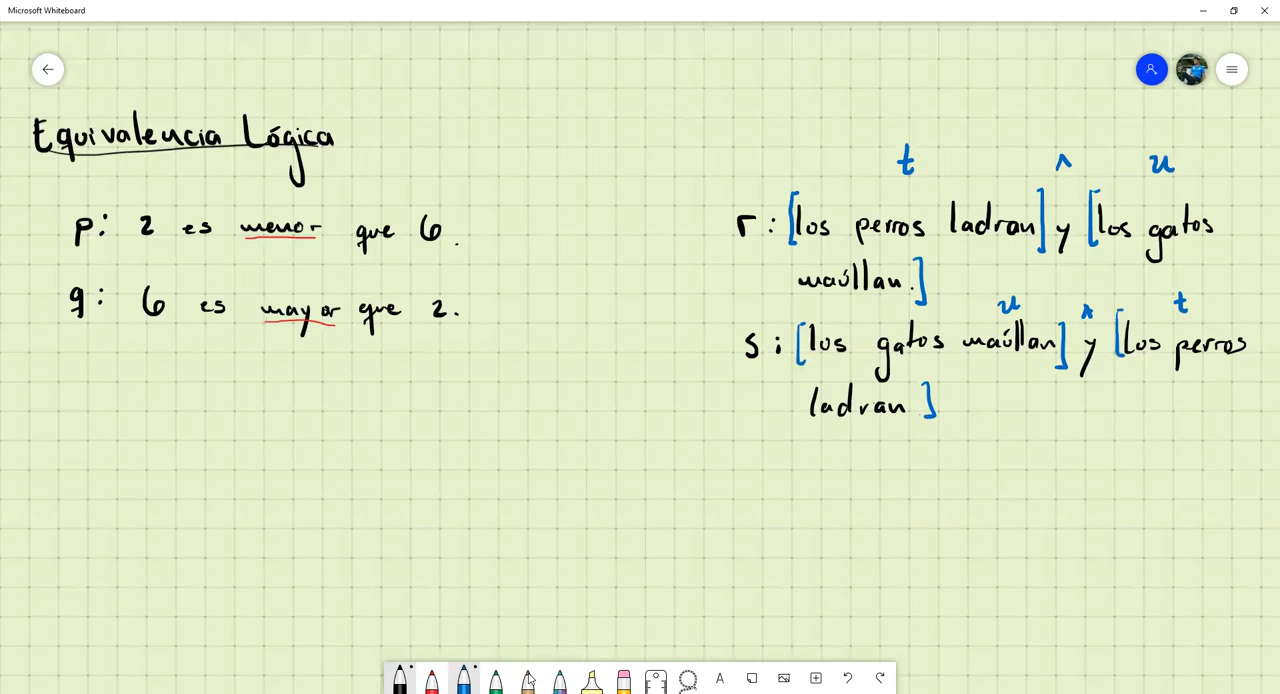 Microsoft Whiteboard
Equivalencia Lógica
p: 2 es menor que 6.
q: 6 es mayor que 2.
t ∧ u
r: [los perros ladran] y [los gatos
maúllan.]
u ∧ t
s: [los gatos maúllan] y [los perros
ladran]
A